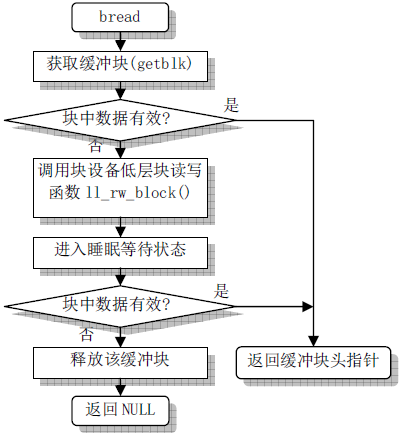 bread
获取缓冲块(getblk)
块中数据有效?
是
否
调用块设备低层块读写
函数 ll_rw_block()
进入睡眠等待状态
块中数据有效?
是
否
释放该缓冲块
返回缓冲块头指针
返回 NULL